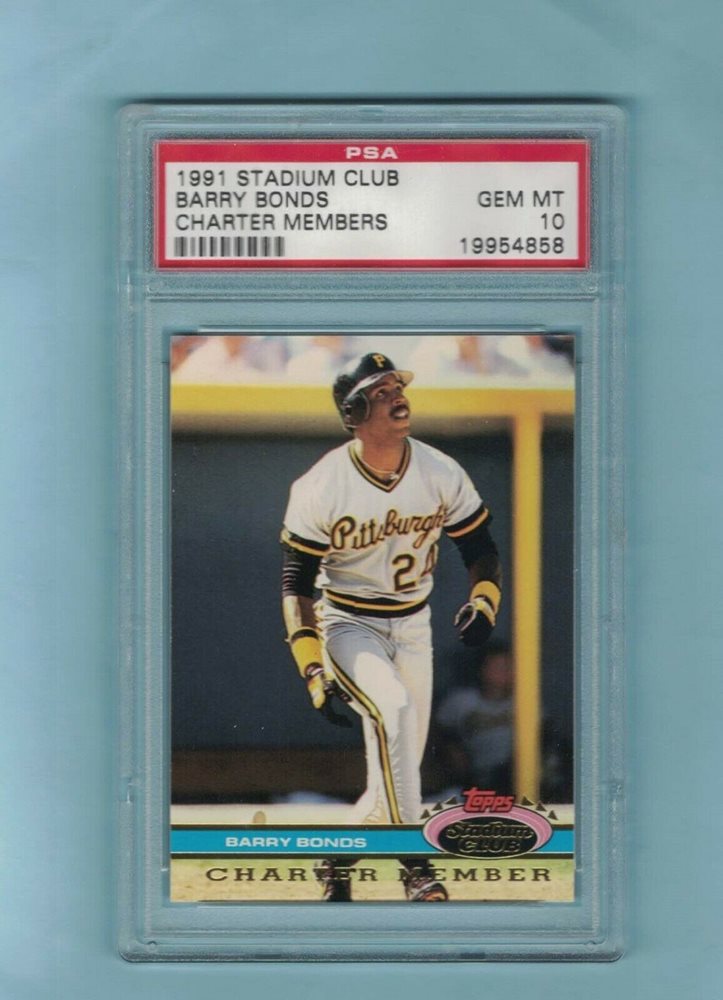 PSA
1991 STADIUM CLUB
BARRY BONDS GEM MT
CHARTER MEMBERS 10
19954858
P
Pittsburgh
24
TOPPS
Stadium
CLUB
BARRY BONDS
CHARTER MEMBER